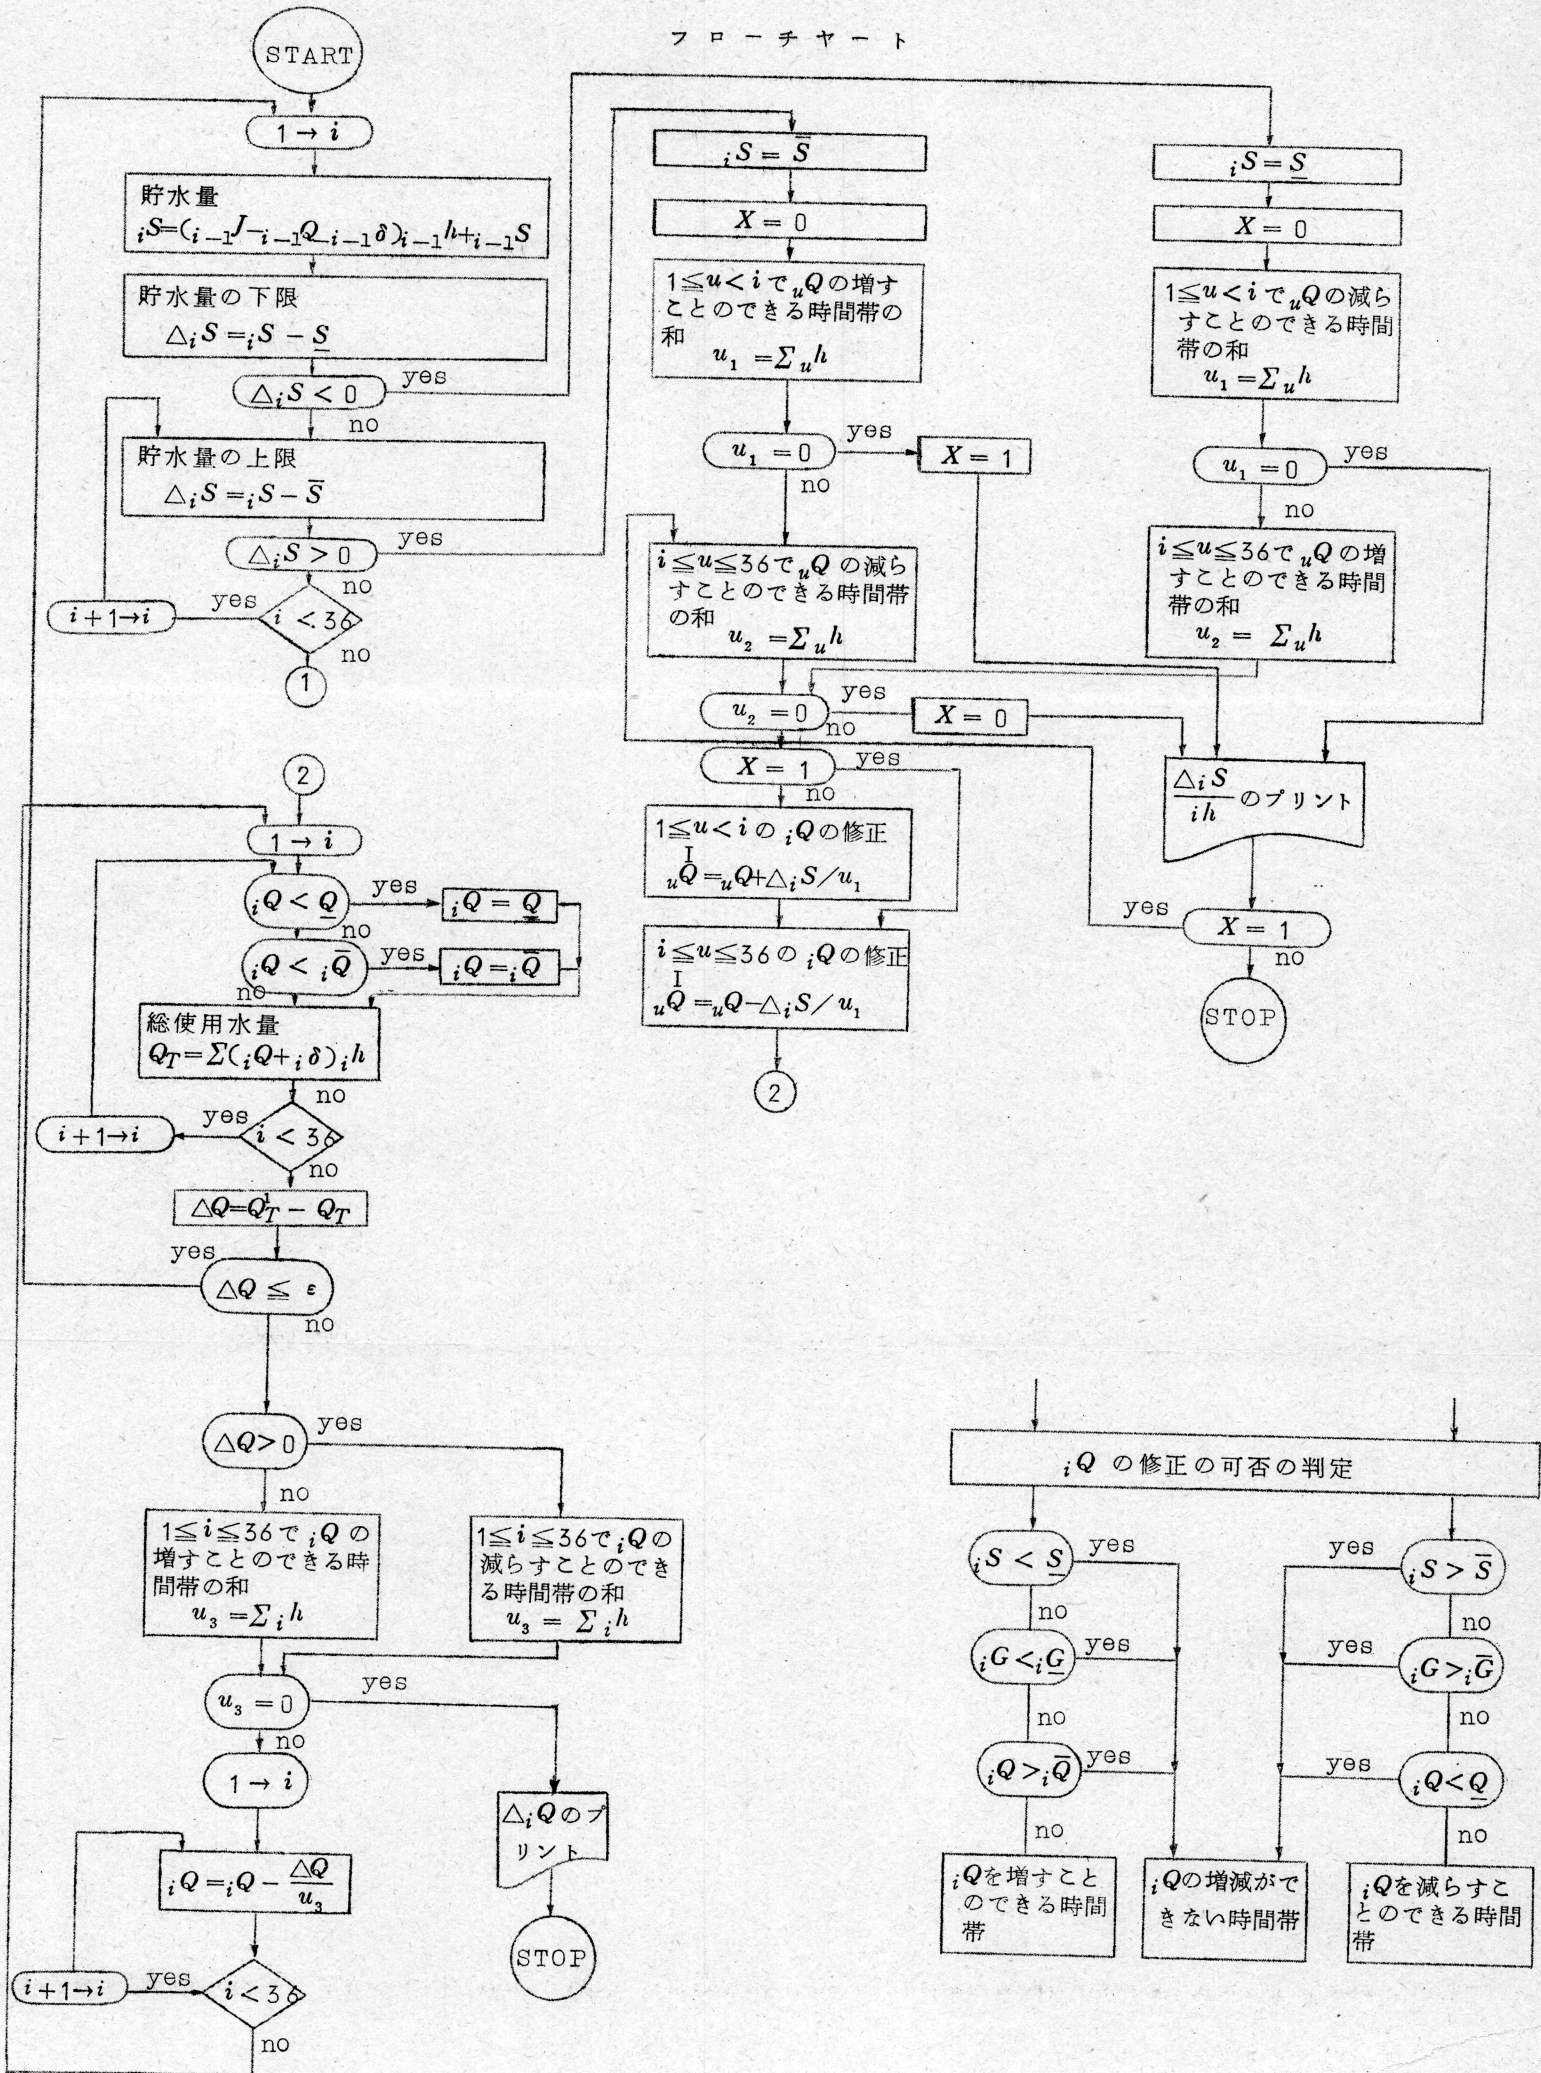 フローチヤート
START
1 → i
貯水量
iS=(i-1J-i-1Q-i-1δ)i-1h+i-1S
貯水量の下限
△iS=iS-S̲
△iS<0
yes
no
貯水量の上限
△iS=iS-S̅
△iS>0
yes
no
i<36
yes
i+1→i
no
1
iS=S̅
X=0
1≦u<iでuQの増す
ことのできる時間帯の
和
u₁=Σuh
u₁=0
yes
X=1
no
i≦u≦36でuQの減ら
すことのできる時間帯
の和
u₂=Σuh
u₂=0
yes
no
X=0
X=1
yes
no
1≦u<iのiQの修正
I
uQ=uQ+△iS/u₁
i≦u≦36のiQの修正
I
uQ=uQ-△iS/u₁
2
iS=S̲
X=0
1≦u<iでuQの減ら
すことのできる時間
帯の和
u₁=Σuh
u₁=0
yes
no
i≦u≦36でuQの増
すことのできる時間
帯の和
u₂= Σuh
△iS
ih
のプリント
yes
X=1
no
STOP
2
1 → i
iQ<Q̲
yes
iQ=Q̲
no
iQ<iQ̅
yes
iQ=iQ̅
no
総使用水量
QT=Σ(iQ+iδ)ih
no
i<36
yes
i+1→i
no
△Q=Q¹T-QT
yes
△Q≦ε
no
△Q>0
yes
no
1≦i≦36でiQの
増すことのできる時
間帯の和
u₃=Σih
1≦i≦36でiQの
減らすことのでき
る時間帯の和
u₃= Σih
u₃=0
yes
no
1 → i
iQ=iQ-△Q/u₃
i+1→i
yes
i<36
no
△iQのプ
リント
STOP
iQ の修正の可否の判定
iS<S̲
yes
no
iG<iG̲
yes
no
iQ>iQ̅
yes
no
iQを増すこと
のできる時間
帯
iQの増減がで
きない時間帯
yes
iS>S̅
no
yes
iG>iG̅
no
yes
iQ<Q̲
no
iQを減らすこ
とのできる時間
帯